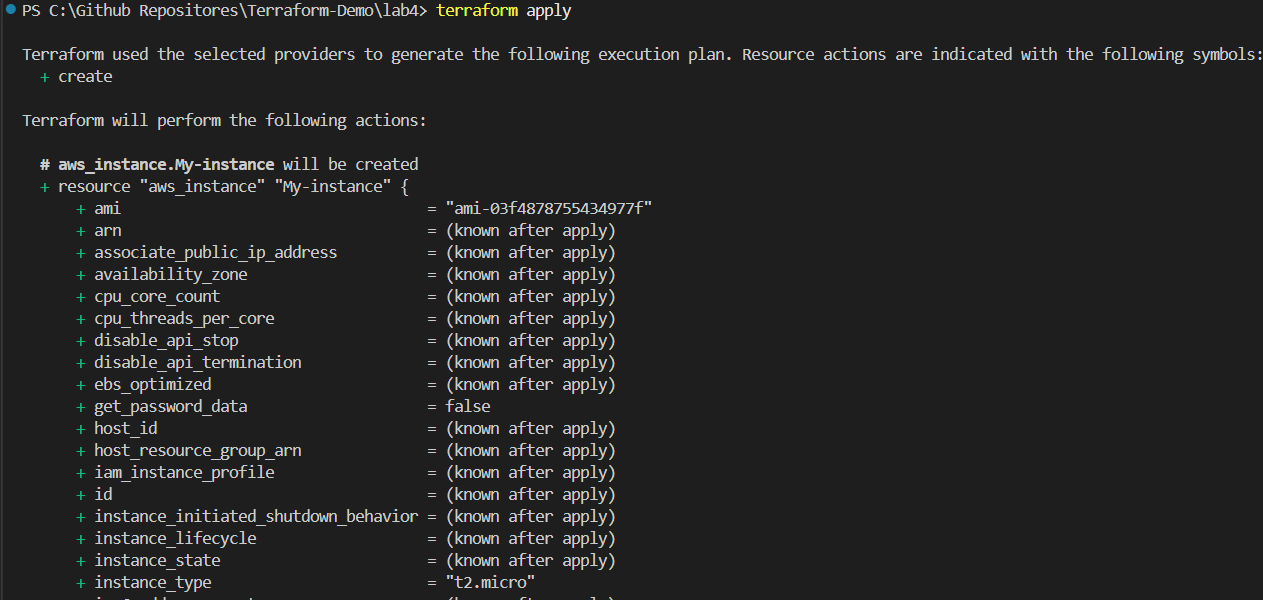 PS C:\Github Repositores\Terraform-Demo\lab4> terraform apply
Terraform used the selected providers to generate the following execution plan. Resource actions are indicated with the following symbols:
+ create
Terraform will perform the following actions:
# aws_instance.My-instance will be created
+ resource "aws_instance" "My-instance" {
+ ami = "ami-03f4878755434977f"
+ arn = (known after apply)
+ associate_public_ip_address = (known after apply)
+ availability_zone = (known after apply)
+ cpu_core_count = (known after apply)
+ cpu_threads_per_core = (known after apply)
+ disable_api_stop = (known after apply)
+ disable_api_termination = (known after apply)
+ ebs_optimized = (known after apply)
+ get_password_data = false
+ host_id = (known after apply)
+ host_resource_group_arn = (known after apply)
+ iam_instance_profile = (known after apply)
+ id = (known after apply)
+ instance_initiated_shutdown_behavior = (known after apply)
+ instance_lifecycle = (known after apply)
+ instance_state = (known after apply)
+ instance_type = "t2.micro"